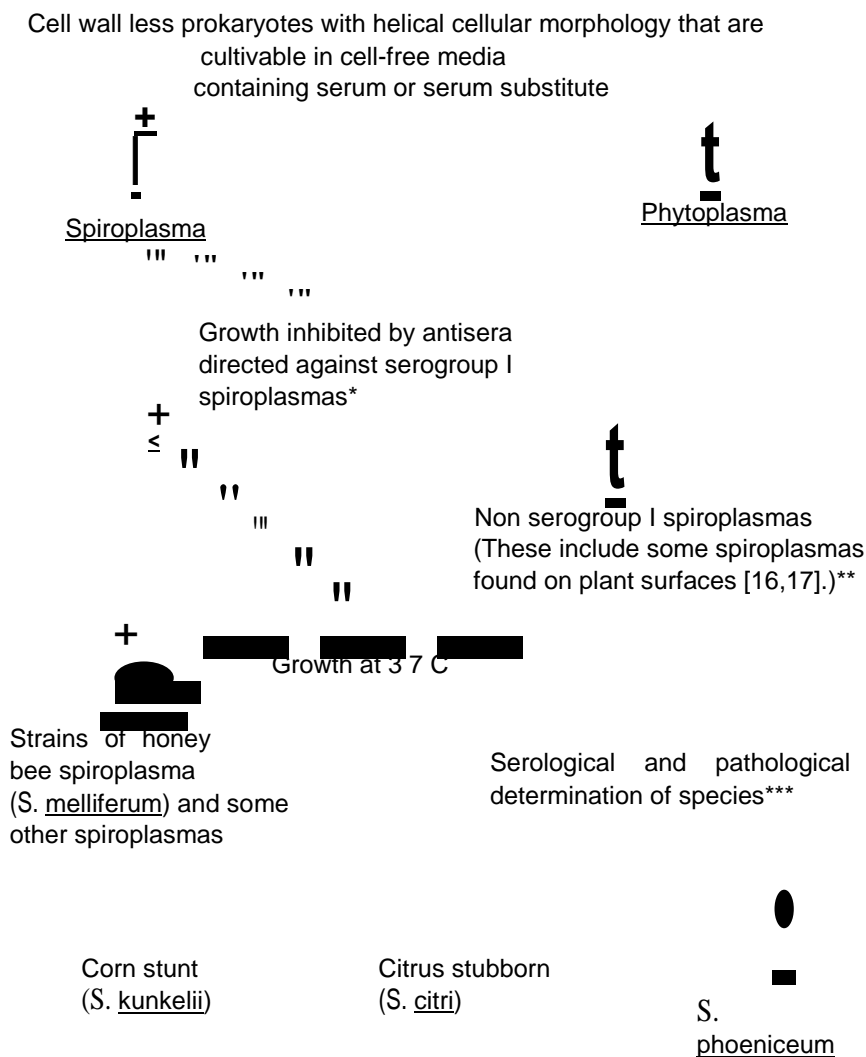 Cell wall less prokaryotes with helical cellular morphology that are
cultivable in cell-free media
containing serum or serum substitute
+
t
Spiroplasma
Phytoplasma
'"' '"' '"' '"'
Growth inhibited by antisera
directed against serogroup I
spiroplasmas*
+
<
t
" '' "' " "
Non serogroup I spiroplasmas
(These include some spiroplasmas
found on plant surfaces [16,17].)**
+
Growth at 3 7 C
Strains of honey
bee spiroplasma
(S. melliferum) and some
other spiroplasmas
Serological and pathological
determination of species***
Corn stunt
(S. kunkelii)
Citrus stubborn
(S. citri)
S.
phoeniceum